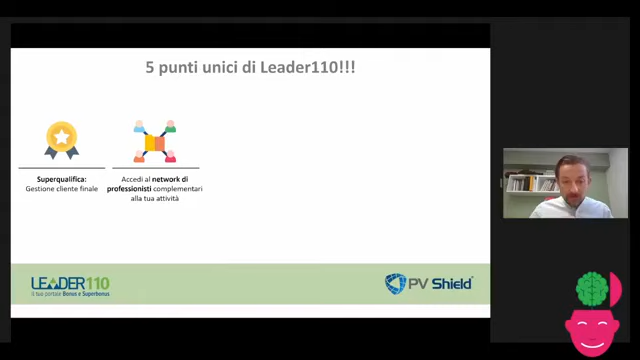 5 punti unici di Leader110!!!
Superqualifica:
Gestione cliente finale
Accedi al network di
professionisti complementari
alla tua attività
LEADER110
il tuo portale Bonus e Superbonus
PV Shield